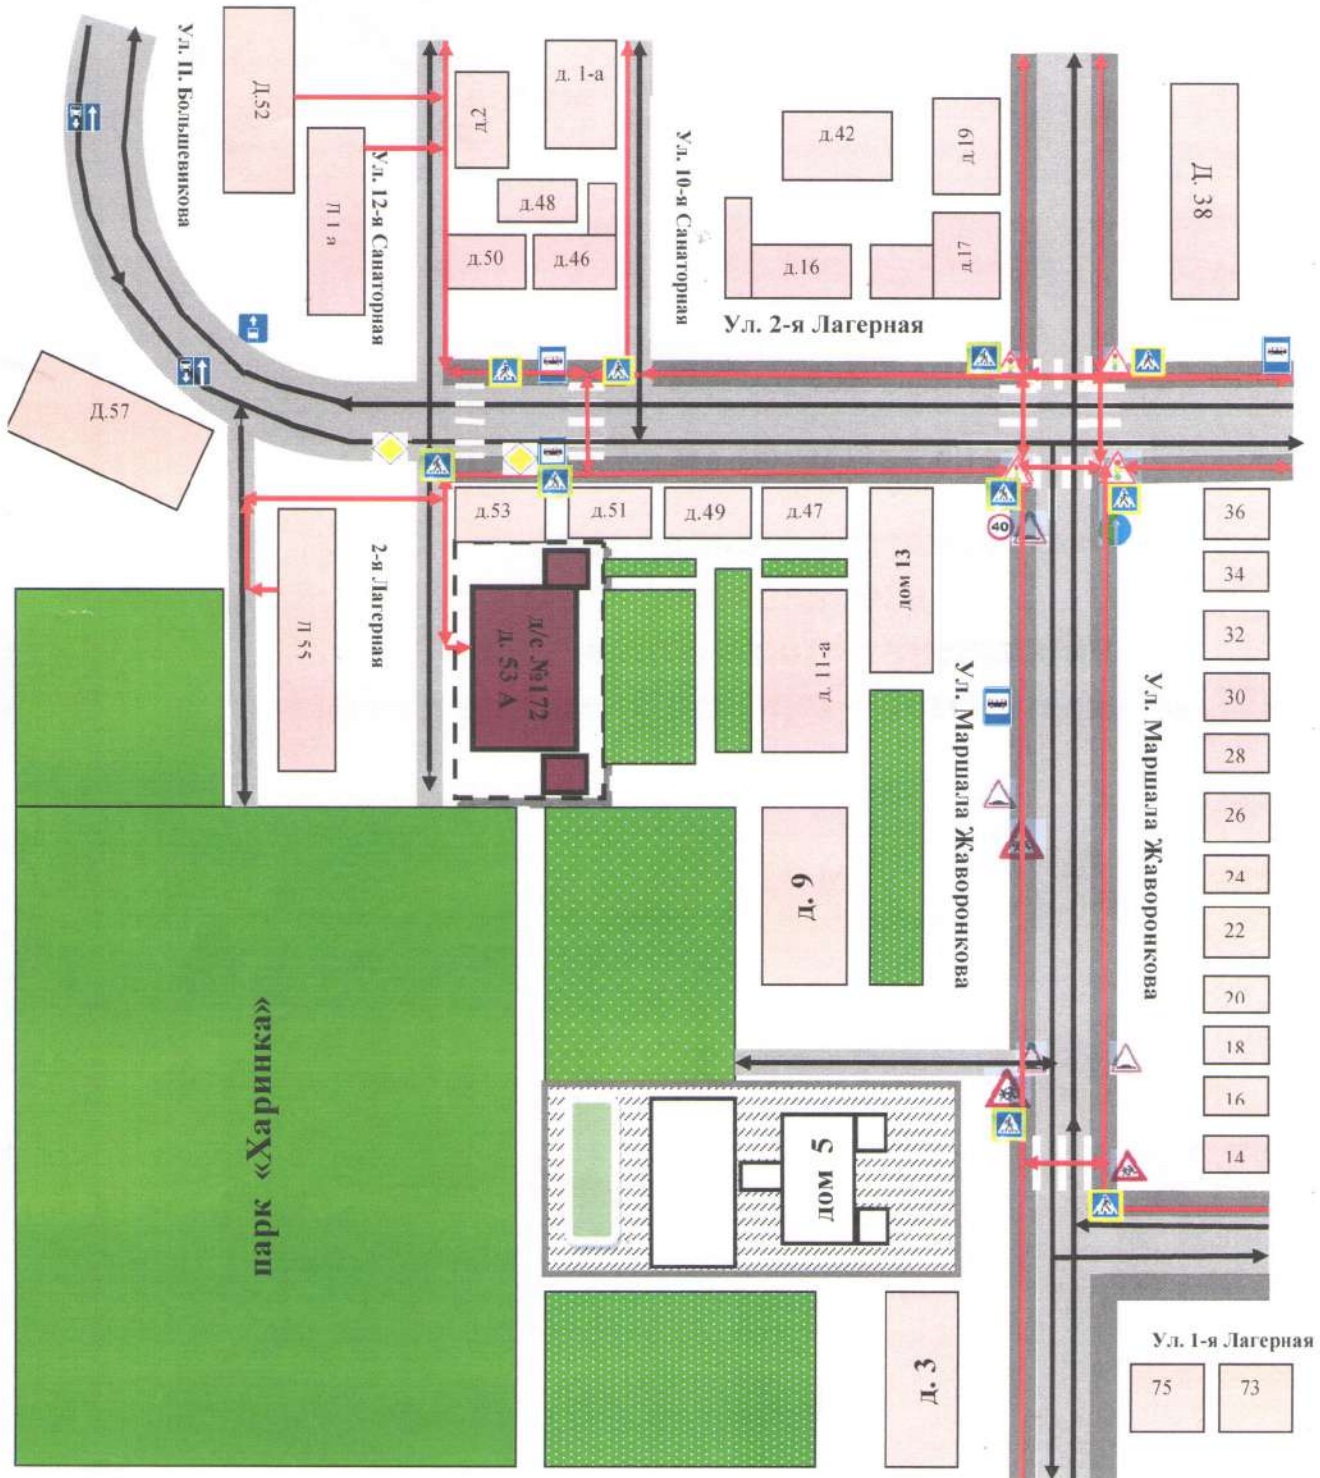 Ул. П. Большевикова
Д.52
Ул. 12-я Санаторная
д.2
д. 1-а
д.48
д.50
д.46
Ул. 10-я Санаторная
д.42
д.19
д.16
д.17
Д. 38
Ул. 2-я Лагерная
Д.57
д.53
д.51
д.49
д.47
дом 13
40
36
34
32
30
28
26
24
22
20
18
16
14
2-я Лагерная
д/с №172
д. 53 А
д. 11-а
Ул. Маршала Жаворонкова
Ул. Маршала Жаворонкова
д. 9
парк «Харинка»
дом 5
д. 3
Ул. 1-я Лагерная
75
73